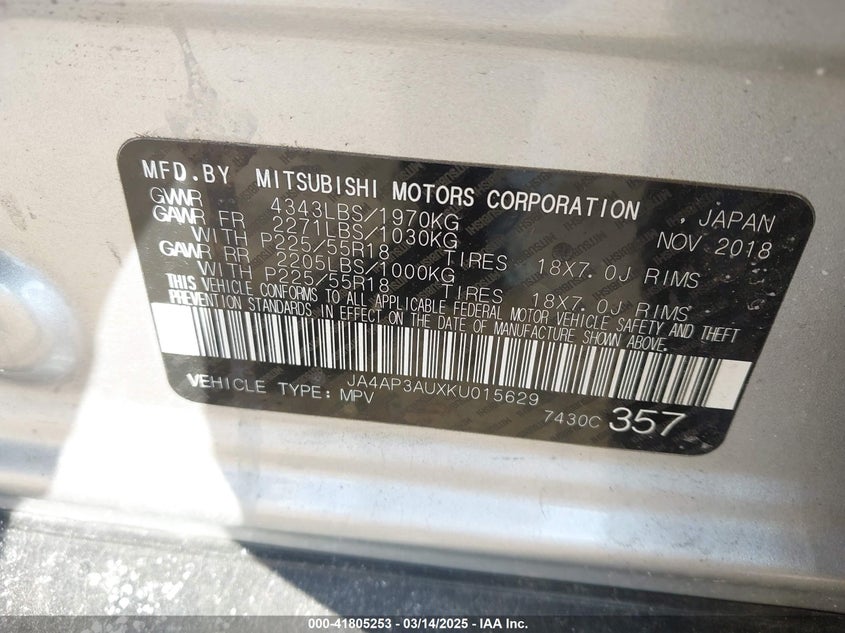 MFD.BY MITSUBISHI MOTORS CORPORATION , JAPAN
GVWR 4343LBS/1970KG NOV 2018
GAWR FR 2271LBS/1030KG
WITH P225/55R18 TIRES 18X7.0J RIMS
GAWR RR 2205LBS/1000KG
WITH P225/55R18 TIRES 18X7.0J RIMS
THIS VEHICLE CONFORMS TO ALL APPLICABLE FEDERAL MOTOR VEHICLE SAFETY AND THEFT
PREVENTION STANDARDS IN EFFECT ON THE DATE OF MANUFACTURE SHOWN ABOVE.
JA4AP3AUXKU015629
VEHICLE TYPE: MPV
7430C 357
000-41805253 - 03/14/2025 - IAA Inc.